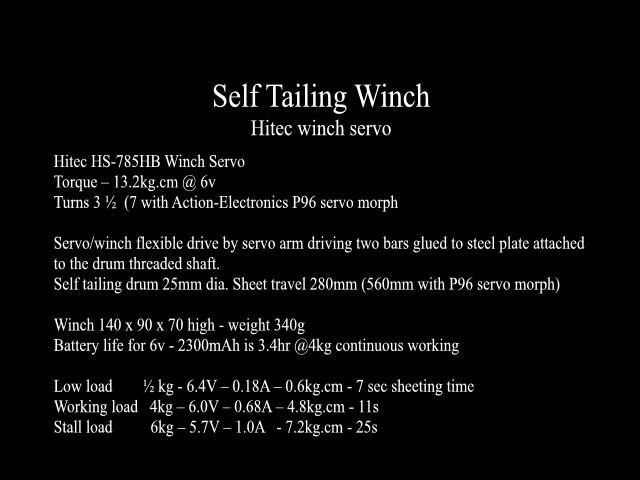 Self Tailing Winch
Hitec winch servo
Hitec HS-785HB Winch Servo
Torque – 13.2kg.cm @ 6v
Turns 3 ½  (7 with Action-Electronics P96 servo morph
Servo/winch flexible drive by servo arm driving two bars glued to steel plate attached
to the drum threaded shaft.
Self tailing drum 25mm dia. Sheet travel 280mm (560mm with P96 servo morph)
Winch 140 x 90 x 70 high - weight 340g
Battery life for 6v - 2300mAh is 3.4hr @4kg continuous working
Low load ½ kg - 6.4V – 0.18A – 0.6kg.cm - 7 sec sheeting time
Working load 4kg – 6.0V – 0.68A – 4.8kg.cm - 11s
Stall load 6kg – 5.7V – 1.0A - 7.2kg.cm - 25s